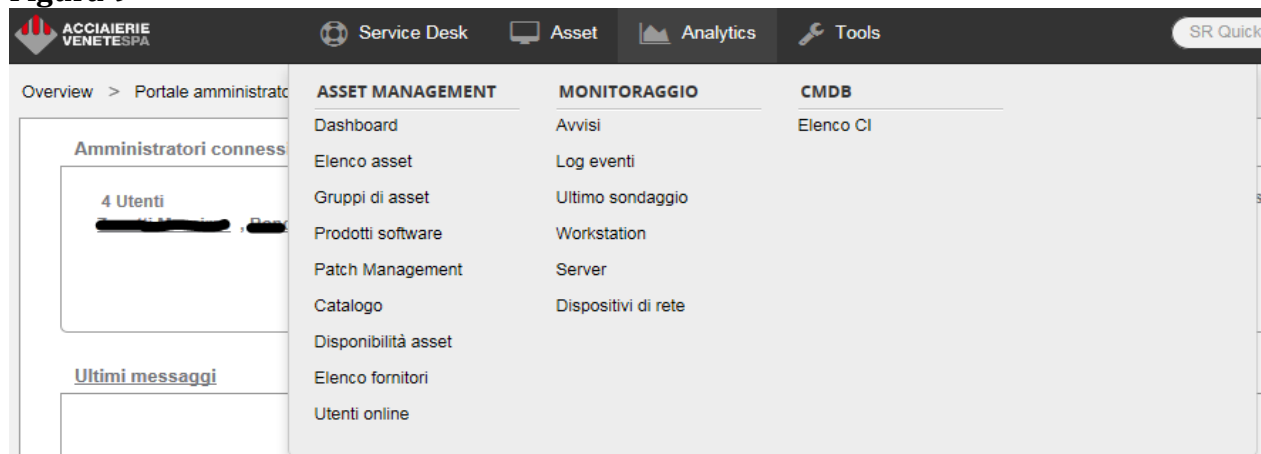 ACCIAIERIE
VENETESPA
Service Desk
Asset
Analytics
Tools
SR Quick
Overview > Portale amministrato
ASSET MANAGEMENT
MONITORAGGIO
CMDB
Dashboard
Elenco asset
Gruppi di asset
Prodotti software
Patch Management
Catalogo
Disponibilità asset
Elenco fornitori
Utenti online
Avvisi
Log eventi
Ultimo sondaggio
Workstation
Server
Dispositivi di rete
Elenco CI
Amministratori conness
4 Utenti
Ultimi messaggi